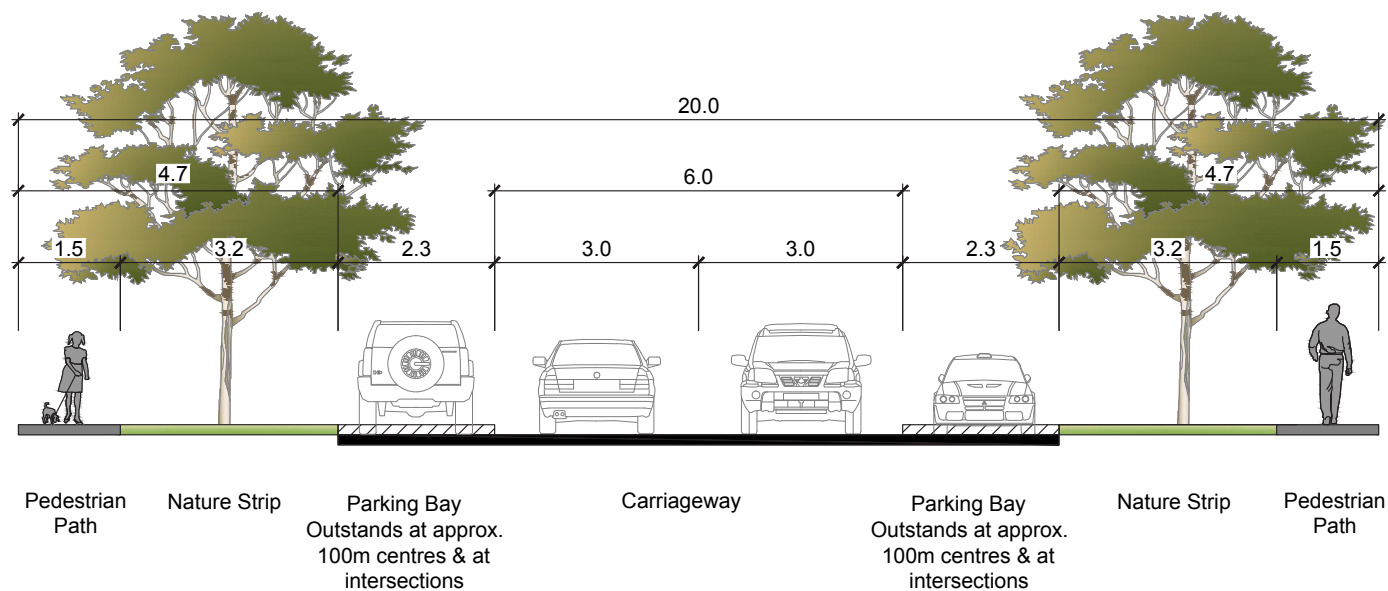 20.0
4.7
6.0
4.7
1.5
3.2
2.3
3.0
3.0
2.3
3.2
1.5
Pedestrian
Path
Nature Strip
Parking Bay
Outstands at approx.
100m centres & at
intersections
Carriageway
Parking Bay
Outstands at approx.
100m centres & at
intersections
Nature Strip
Pedestrian
Path